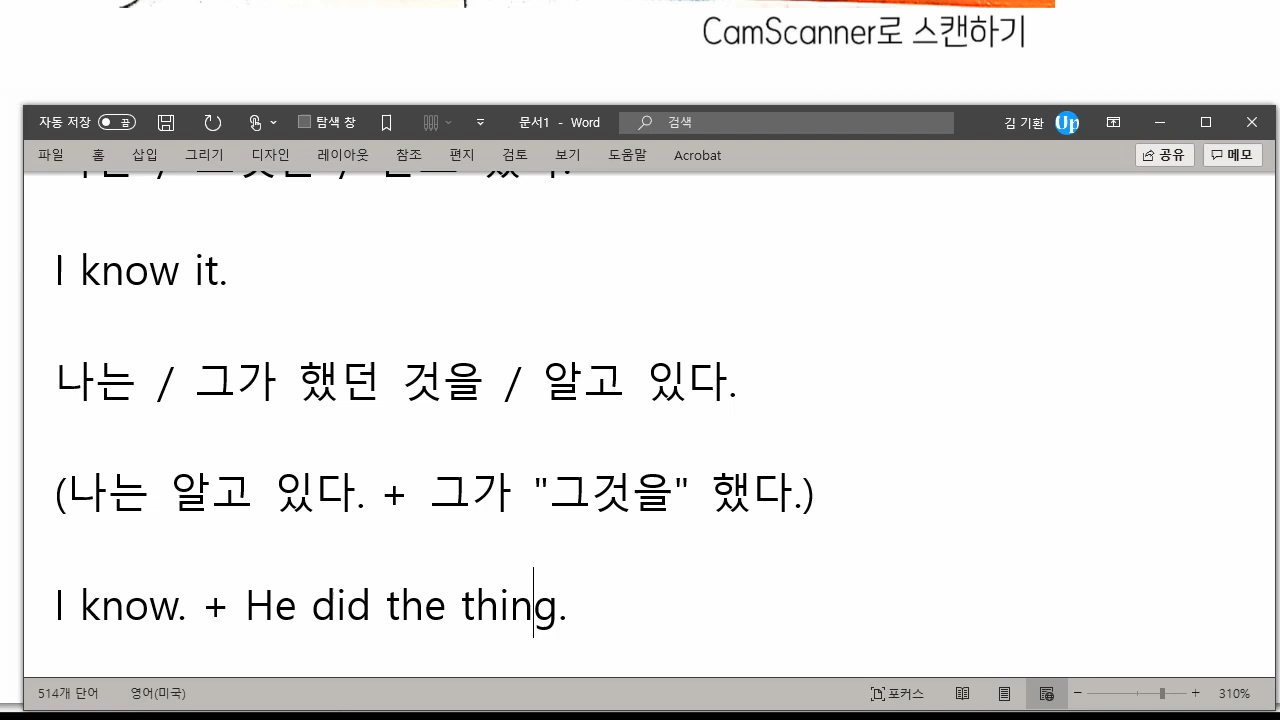 CamScanner로 스캔하기
자동 저장 끔 탐색 창 문서1 - Word 검색 김 기환 Up
파일 홈 삽입 그리기 디자인 레이아웃 참조 편지 검토 보기 도움말 Acrobat 공유 메모
I know it.
나는 / 그가 했던 것을 / 알고 있다.
(나는 알고 있다. + 그가 "그것을" 했다.)
I know. + He did the thing.
514개 단어 영어(미국) 포커스 310%